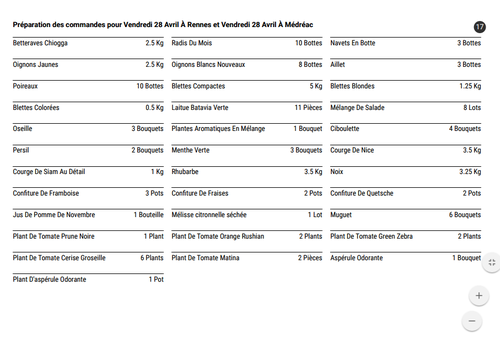 Préparation des commandes pour Vendredi 28 Avril À Rennes et Vendredi 28 Avril À Médréac
17
Betteraves Chiogga 2.5 Kg Radis Du Mois 10 Bottes Navets En Botte 3 Bottes
Oignons Jaunes 2.5 Kg Oignons Blancs Nouveaux 8 Bottes Aillet 3 Bottes
Poireaux 10 Bottes Blettes Compactes 5 Kg Blettes Blondes 1.25 Kg
Blettes Colorées 0.5 Kg Laitue Batavia Verte 11 Pièces Mélange De Salade 8 Lots
Oseille 3 Bouquets Plantes Aromatiques En Mélange 1 Bouquet Ciboulette 4 Bouquets
Persil 2 Bouquets Menthe Verte 3 Bouquets Courge De Nice 3.5 Kg
Courge De Siam Au Détail 1 Kg Rhubarbe 3.5 Kg Noix 3.25 Kg
Confiture De Framboise 3 Pots Confiture De Fraises 2 Pots Confiture De Quetsche 2 Pots
Jus De Pomme De Novembre 1 Bouteille Mélisse citronnelle séchée 1 Lot Muguet 6 Bouquets
Plant De Tomate Prune Noire 1 Plant Plant De Tomate Orange Rushian 2 Plants Plant De Tomate Green Zebra 2 Plants
Plant De Tomate Cerise Groseille 6 Plants Plant De Tomate Matina 2 Pièces Aspérule Odorante 1 Bouquet
Plant D'aspérule Odorante 1 Pot